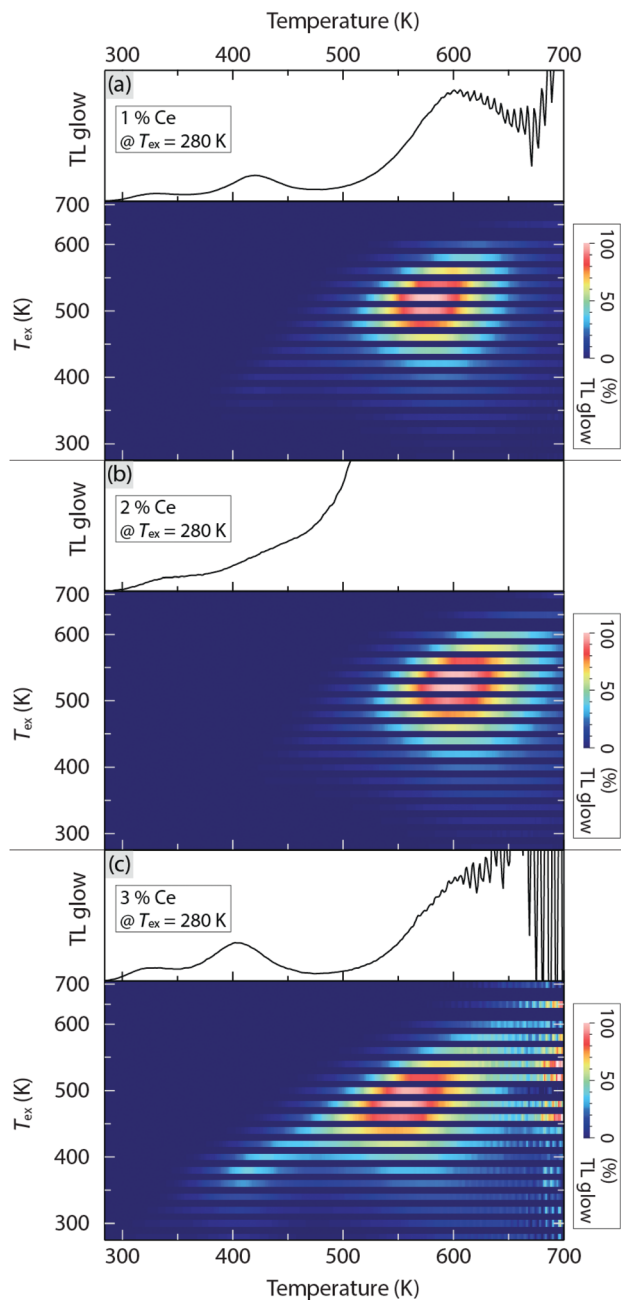 Temperature (K)
300 400 500 600 700
(a)
1 % Ce
@ Tex = 280 K
TL glow
700
600
500
400
300
Tex (K)
0 50 100
(%)
TL glow
(b)
2 % Ce
@ Tex = 280 K
TL glow
700
600
500
400
300
Tex (K)
0 50 100
(%)
TL glow
(c)
3 % Ce
@ Tex = 280 K
TL glow
700
600
500
400
300
Tex (K)
0 50 100
(%)
TL glow
300 400 500 600 700
Temperature (K)